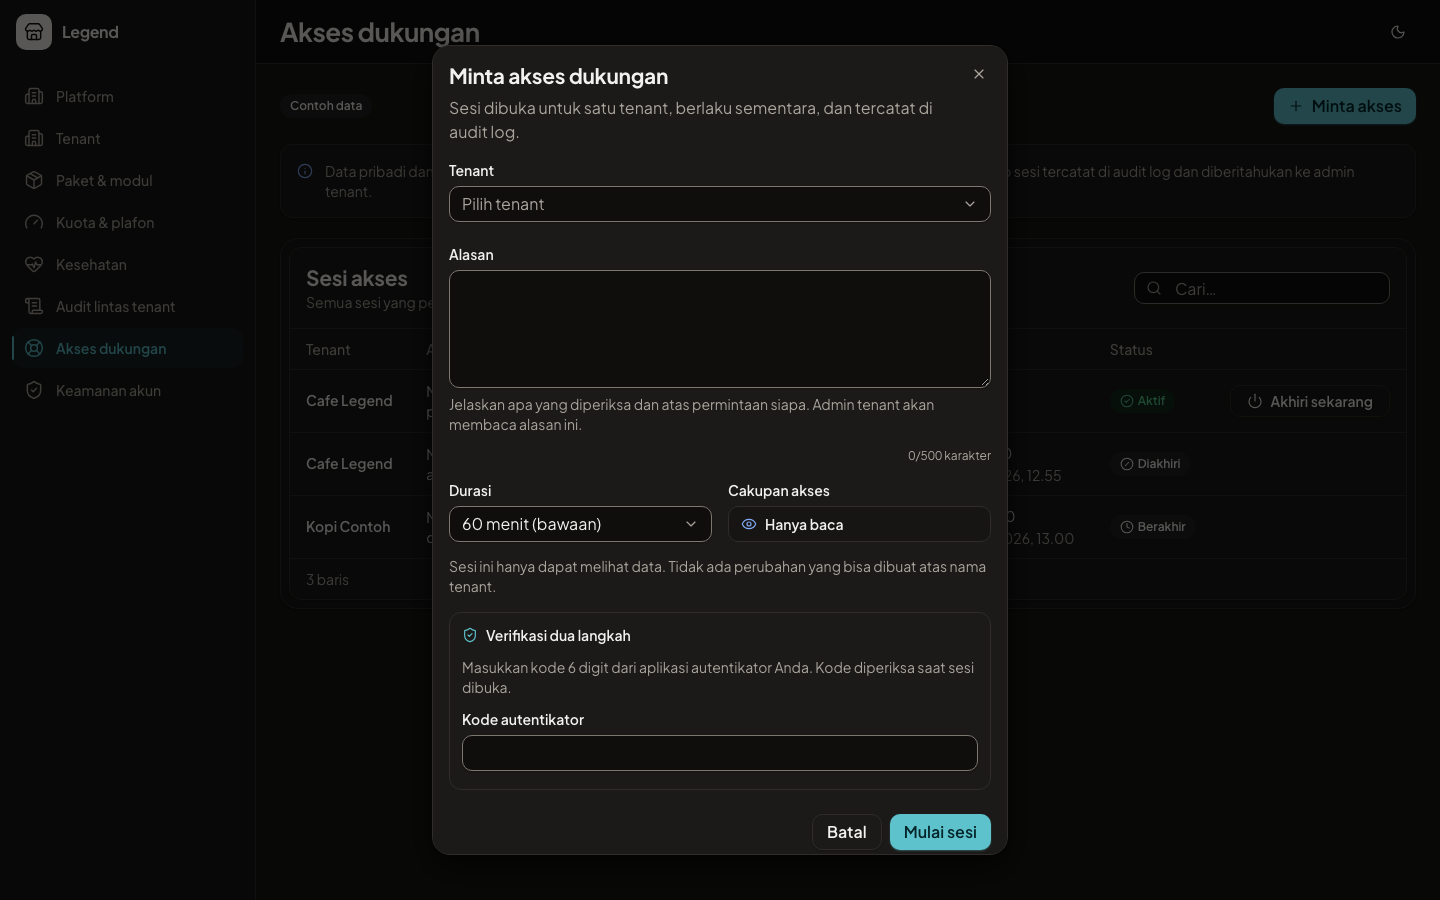 Legend
Akses dukungan
Platform
Tenant
Paket & modul
Kuota & plafon
Kesehatan
Audit lintas tenant
Akses dukungan
Keamanan akun
Contoh data
Minta akses
Data pribadi dan
sesi tercatat di audit log dan diberitahukan ke admin
tenant.
Sesi akses
Semua sesi yang
Cari...
Tenant
Status
Cafe Legend
Aktif
Akhiri sekarang
Cafe Legend
12.55
Diakhiri
Kopi Contoh
13.00
Berakhir
3 baris
Minta akses dukungan
Sesi dibuka untuk satu tenant, berlaku sementara, dan tercatat di
audit log.
Tenant
Pilih tenant
Alasan
Jelaskan apa yang diperiksa dan atas permintaan siapa. Admin tenant akan
membaca alasan ini.
0/500 karakter
Durasi
Cakupan akses
60 menit (bawaan)
Hanya baca
Sesi ini hanya dapat melihat data. Tidak ada perubahan yang bisa dibuat atas nama
tenant.
Verifikasi dua langkah
Masukkan kode 6 digit dari aplikasi autentikator Anda. Kode diperiksa saat sesi
dibuka.
Kode autentikator
Batal
Mulai sesi